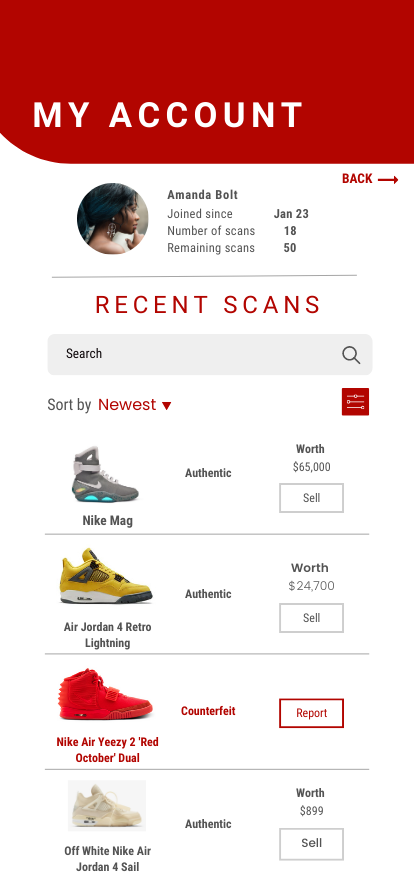 MY ACCOUNT
BACK
Amanda Bolt
Joined since Jan 23
Number of scans 18
Remaining scans 50
RECENT SCANS
Search
Sort by Newest
Worth
$65,000
Authentic
Sell
Nike Mag
Worth
$24,700
Authentic
Sell
Air Jordan 4 Retro
Lightning
Counterfeit
Report
Nike Air Yeezy 2 'Red
October' Dual
Worth
$899
Authentic
Sell
Off White Nike Air
Jordan 4 Sail